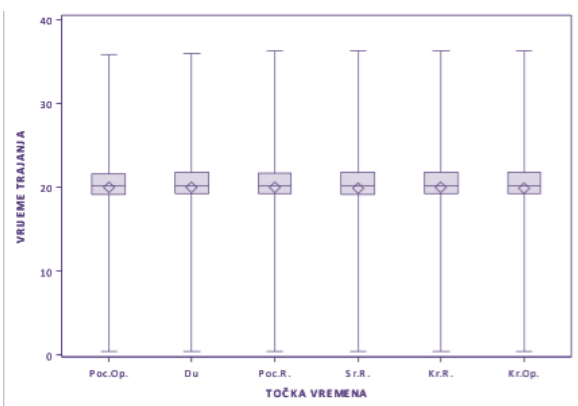 40
30
20
10
0
VRIJEME TRAJANJA
Poc.Op. Du Poc.R. Sr.R. Kr.R. Kr.Op.
TOČKA VREMENA